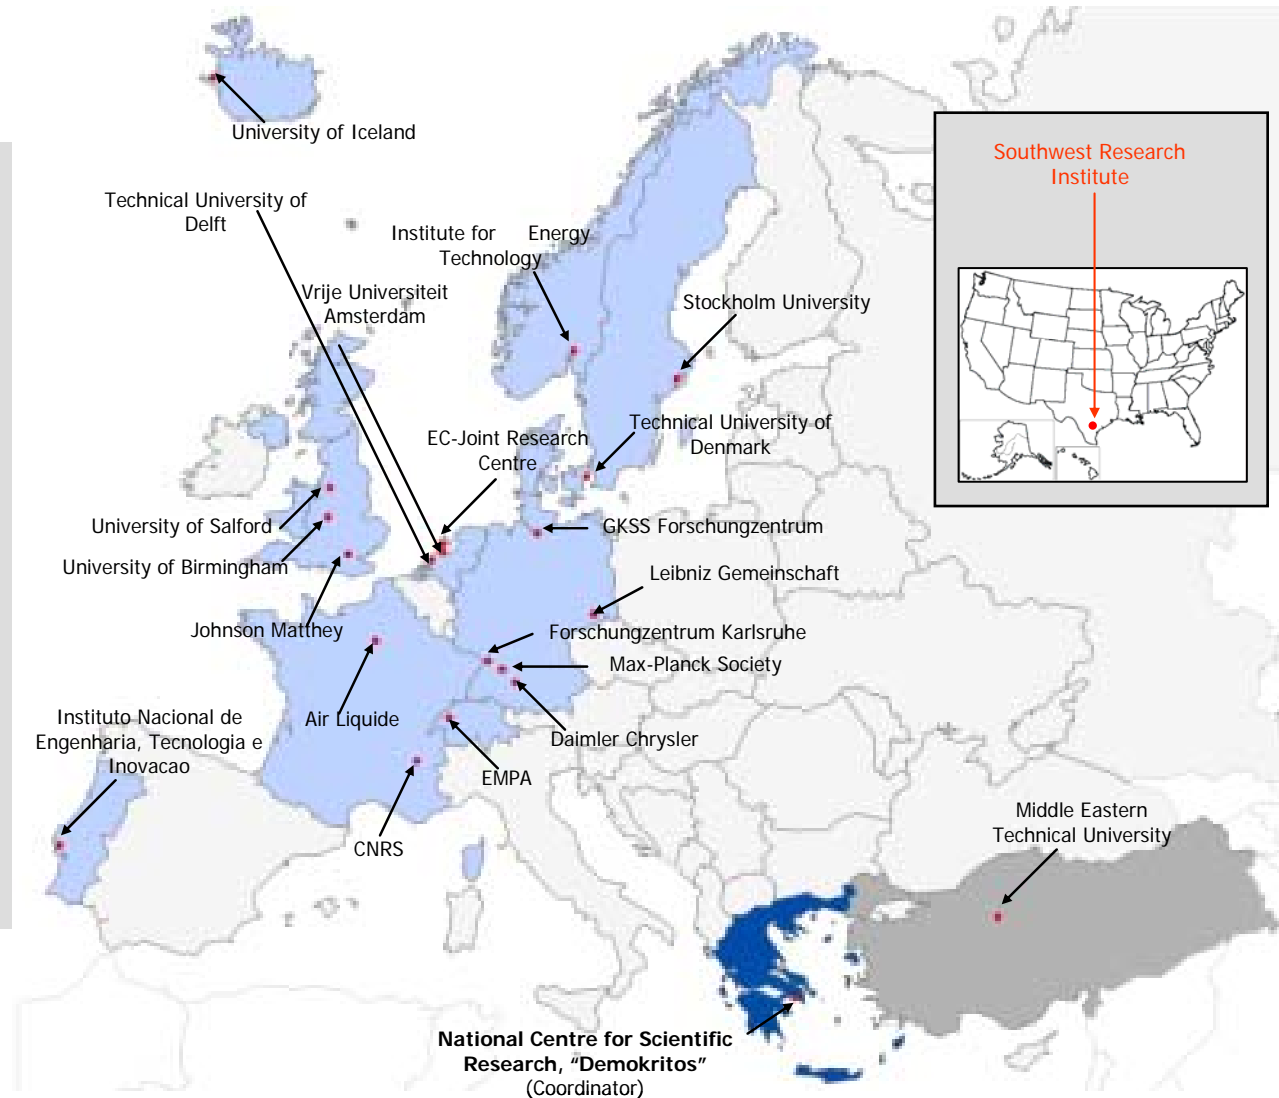 University of Iceland
Southwest Research
Institute
Technical University of
Delft
Institute for Energy
Technology
Vrije Universiteit
Amsterdam
Stockholm University
Technical University of
Denmark
EC-Joint Research
Centre
University of Salford
GKSS Forschungzentrum
University of Birmingham
Leibniz Gemeinschaft
Johnson Matthey
Forschungzentrum Karlsruhe
Max-Planck Society
Instituto Nacional de
Engenharia, Tecnologia e
Inovacao
Air Liquide
Daimler Chrysler
EMPA
CNRS
Middle Eastern
Technical University
National Centre for Scientific
Research, “Demokritos”
(Coordinator)